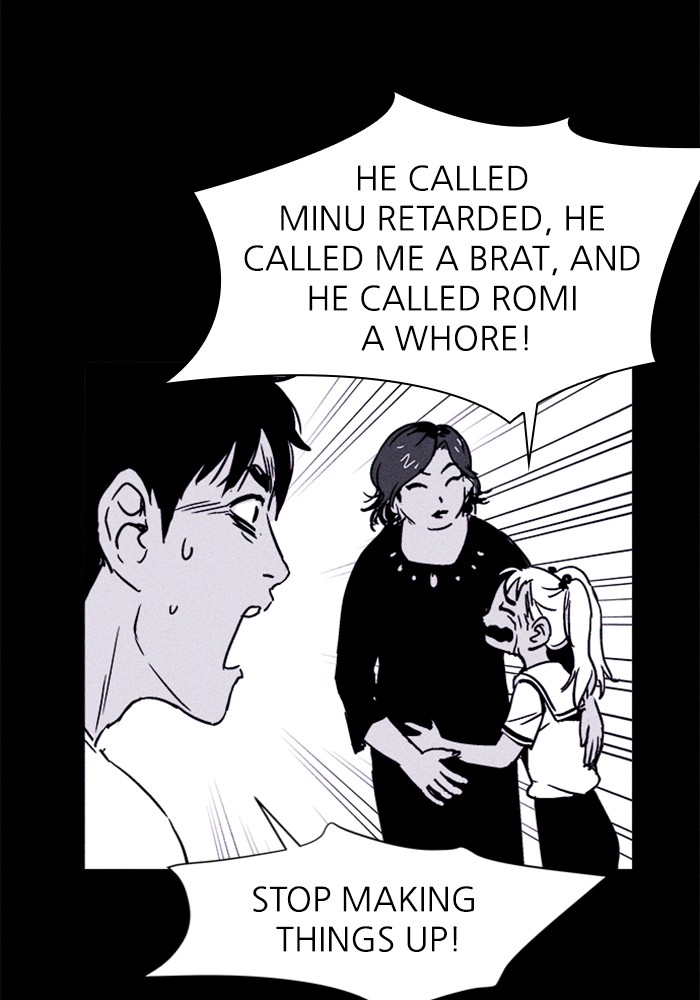 HE CALLED
MINU RETARDED, HE
CALLED ME A BRAT, AND
HE CALLED ROMI
A WHORE!
STOP MAKING
THINGS UP!